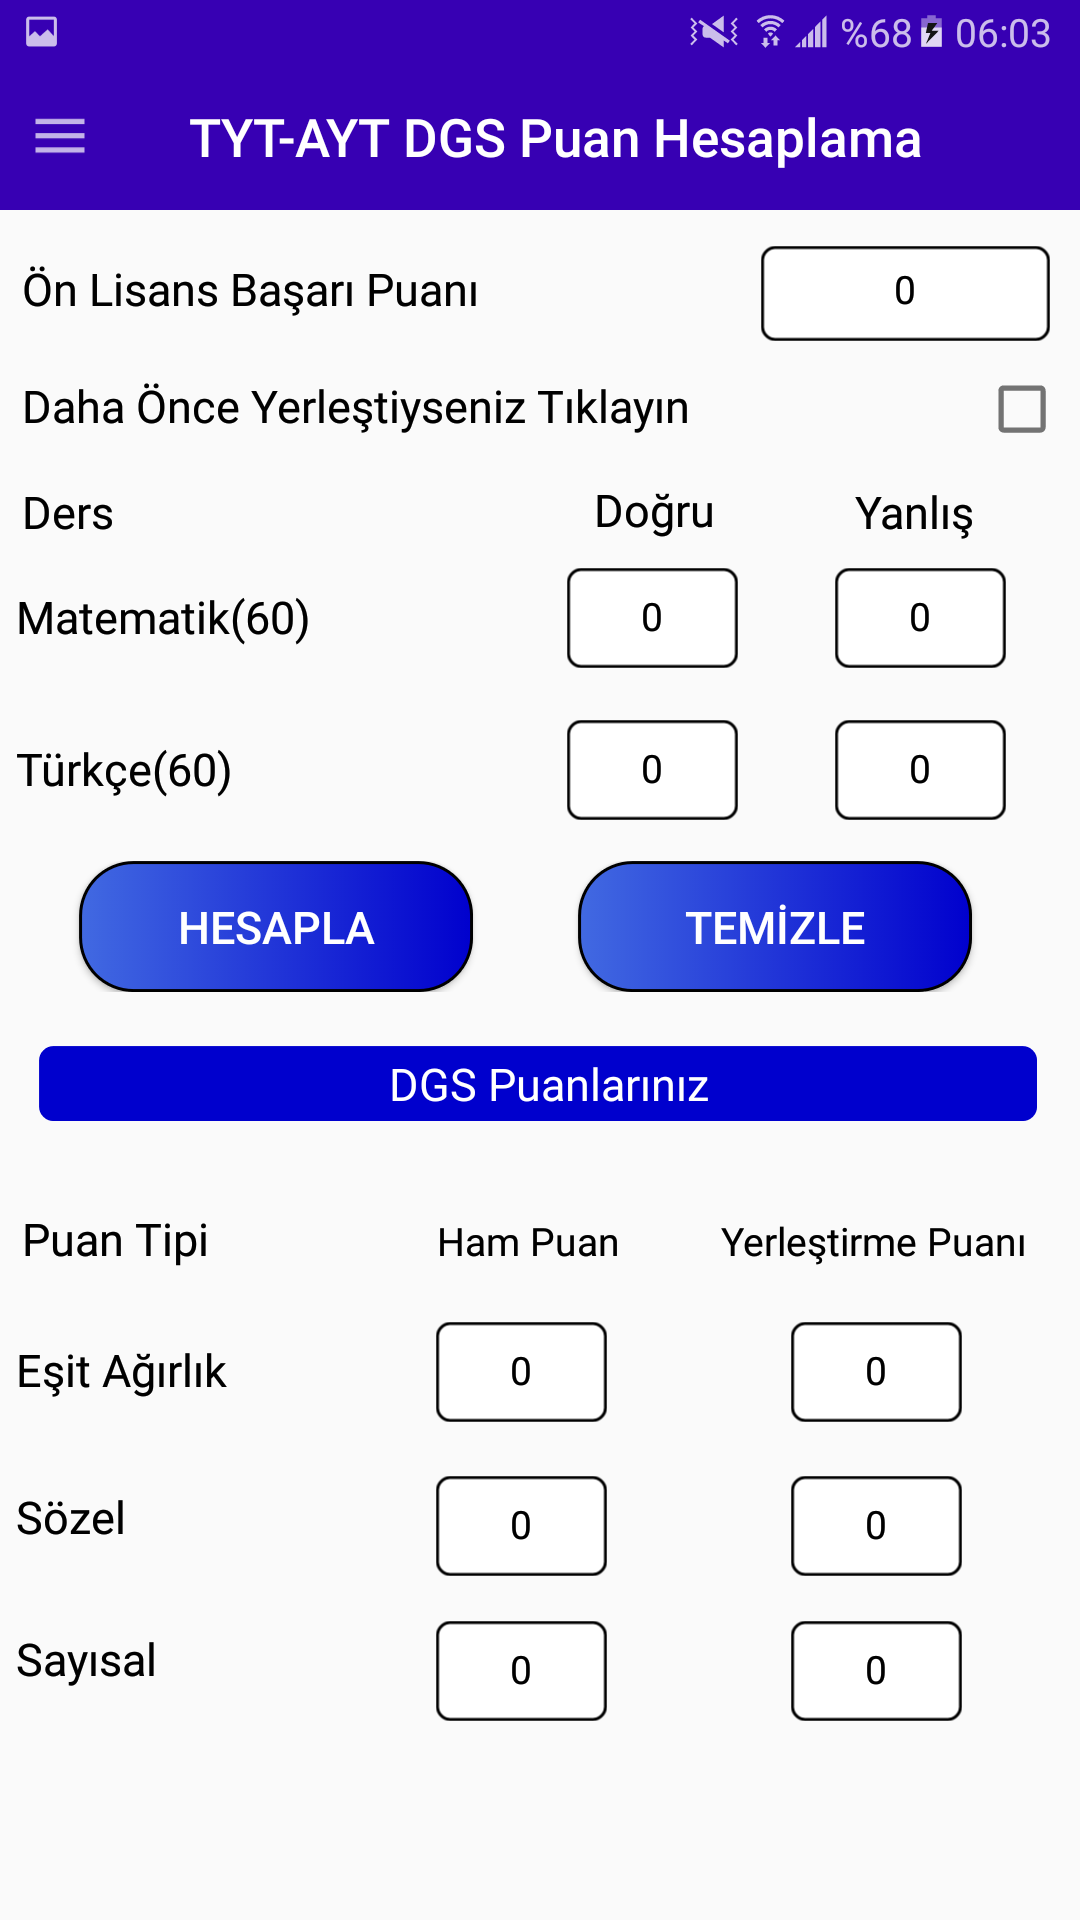 %68 06:03
TYT-AYT DGS Puan Hesaplama
Ön Lisans Başarı Puanı 0
Daha Önce Yerleştiyseniz Tıklayın
Ders Doğru Yanlış
Matematik(60) 0 0
Türkçe(60) 0 0
HESAPLA TEMİZLE
DGS Puanlarınız
Puan Tipi Ham Puan Yerleştirme Puanı
Eşit Ağırlık 0 0
Sözel 0 0
Sayısal 0 0